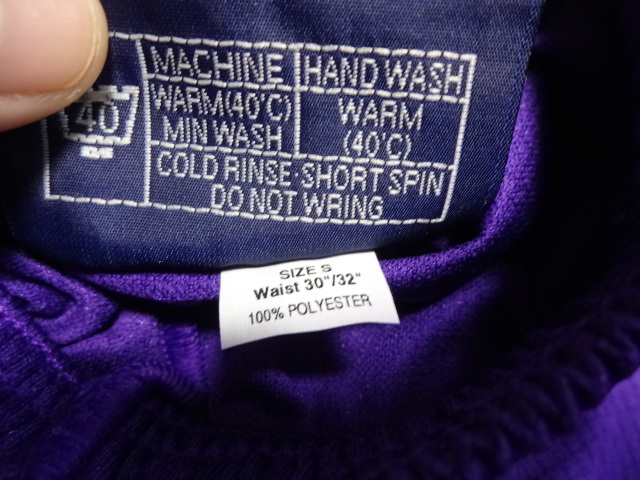 40
MACHINE
WARM(40°C)
MIN WASH
HAND WASH
WARM
(40°C)
COLD RINSE·SHORT SPIN
DO NOT WRING
SIZE S
Waist 30"/32"
100% POLYESTER